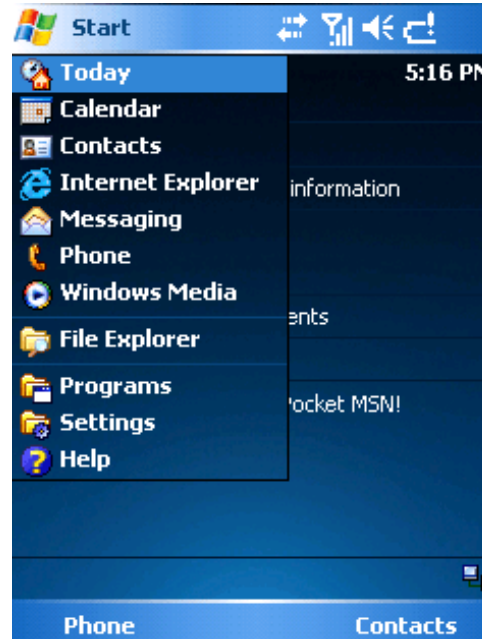 Start
Today
5:16 PM
Calendar
Contacts
Internet Explorer
information
Messaging
Phone
Windows Media
ents
File Explorer
Programs
ocket MSN!
Settings
Help
Phone
Contacts